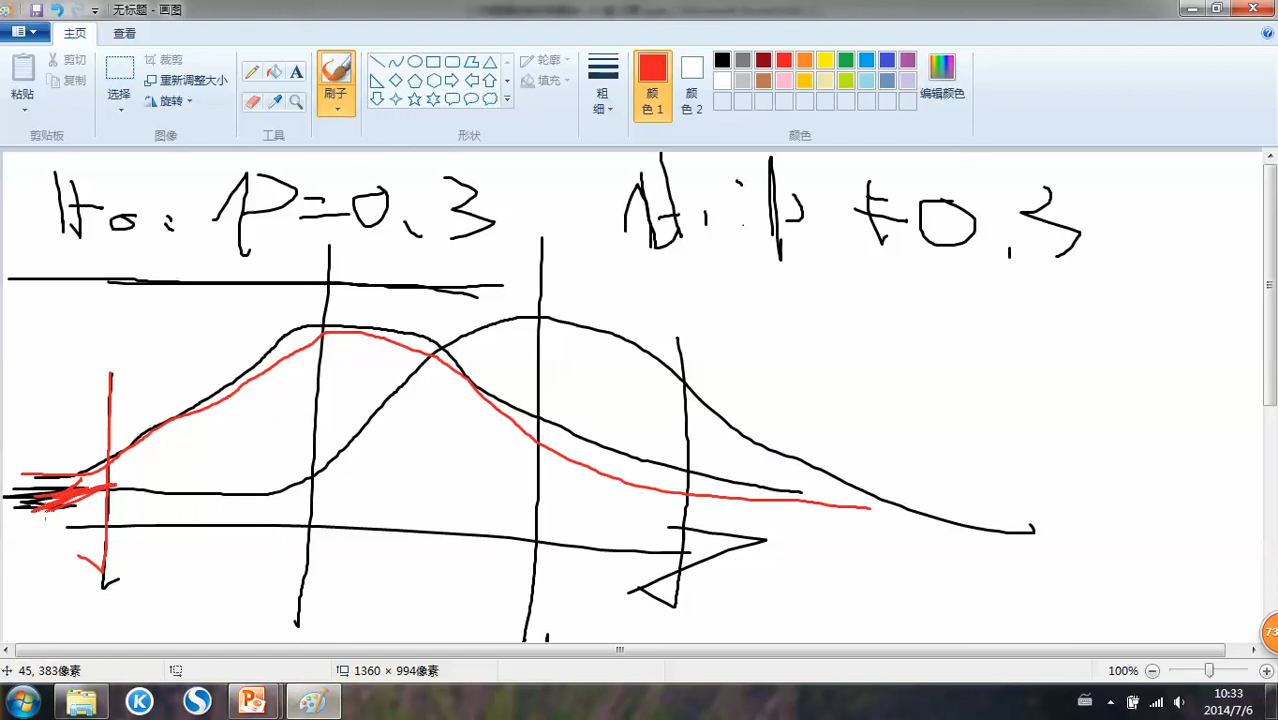 无标题 - 画图
主页 查看
粘贴
剪切
复制
剪贴板
选择
裁剪
重新调整大小
旋转
图像
A
工具
刷子
轮廓
填充
形状
粗
细
颜
色 1
颜
色 2
编辑颜色
颜色
H0: P=0.3 H1: p≠0.3
73
45, 383像素
1360 × 994像素
100%
10:33
2014/7/6